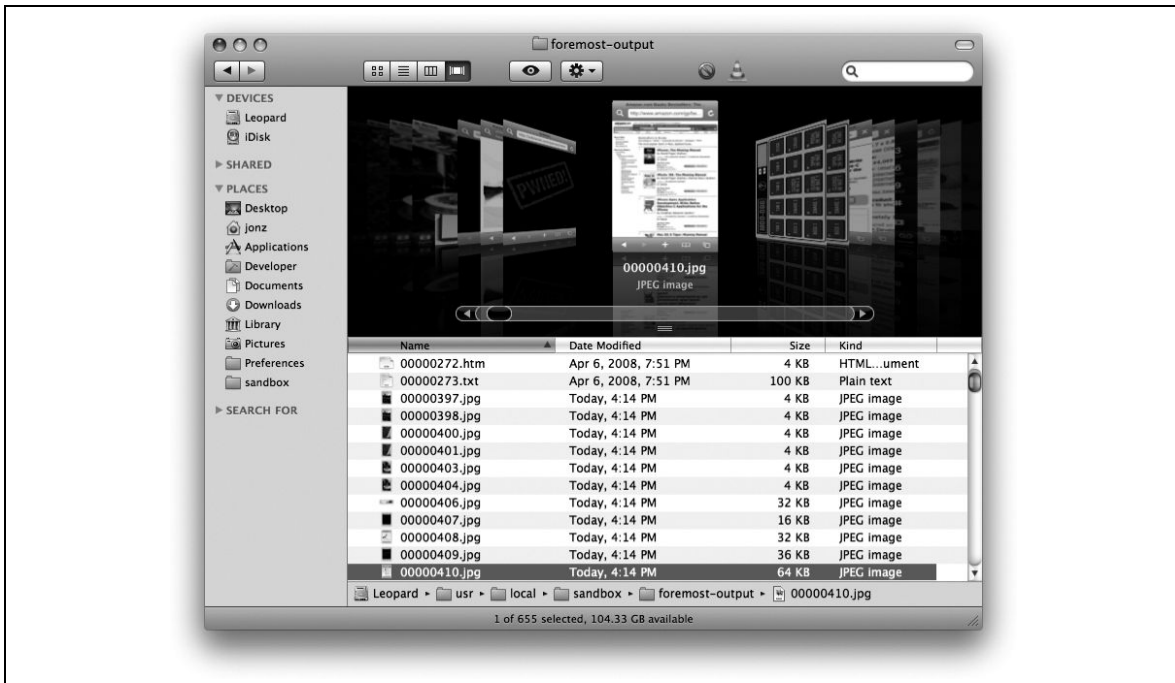 foremost-output
DEVICES
Leopard
iDisk
SHARED
PLACES
Desktop
jonz
Applications
Developer
Documents
Downloads
Library
Pictures
Preferences
sandbox
SEARCH FOR
PWNED!
00000410.jpg
JPEG image
Name Date Modified Size Kind
00000272.htm Apr 6, 2008, 7:51 PM 4 KB HTML...ument
00000273.txt Apr 6, 2008, 7:51 PM 100 KB Plain text
00000397.jpg Today, 4:14 PM 4 KB JPEG image
00000398.jpg Today, 4:14 PM 4 KB JPEG image
00000400.jpg Today, 4:14 PM 4 KB JPEG image
00000401.jpg Today, 4:14 PM 4 KB JPEG image
00000403.jpg Today, 4:14 PM 4 KB JPEG image
00000404.jpg Today, 4:14 PM 4 KB JPEG image
00000406.jpg Today, 4:14 PM 32 KB JPEG image
00000407.jpg Today, 4:14 PM 16 KB JPEG image
00000408.jpg Today, 4:14 PM 32 KB JPEG image
00000409.jpg Today, 4:14 PM 36 KB JPEG image
00000410.jpg Today, 4:14 PM 64 KB JPEG image
Leopard usr local sandbox foremost-output 00000410.jpg
1 of 655 selected, 104.33 GB available